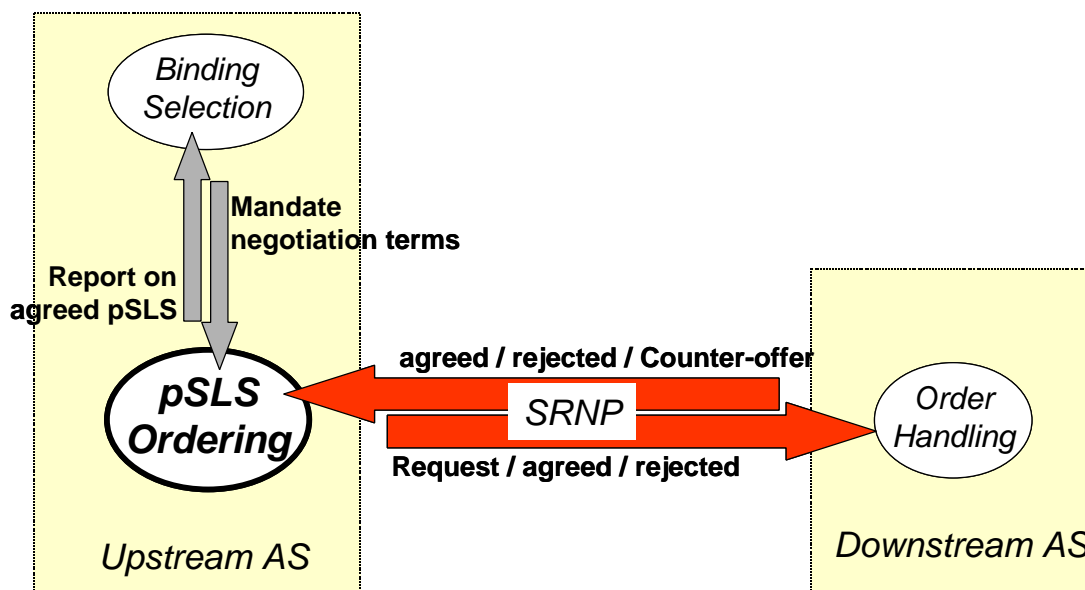 Binding
Selection
Mandate
negotiation terms
Report on
agreed pSLS
agreed / rejected / Counter-offer
pSLS
Ordering
SRNP
Order
Handling
Request / agreed / rejected
Upstream AS
Downstream AS